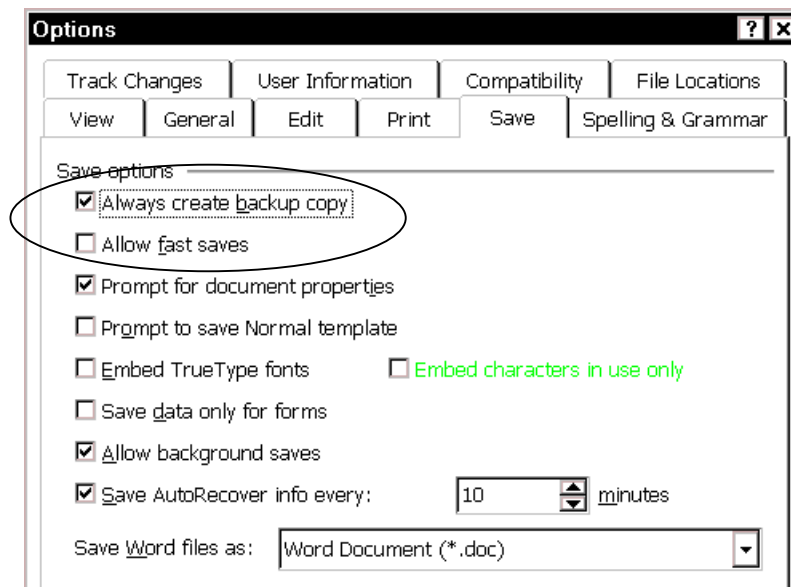 Options
Track Changes User Information Compatibility File Locations
View General Edit Print Save Spelling & Grammar
Save options
Always create backup copy
Allow fast saves
Prompt for document properties
Prompt to save Normal template
Embed TrueType fonts Embed characters in use only
Save data only for forms
Allow background saves
Save AutoRecover info every: 10 minutes
Save Word files as: Word Document (*.doc)